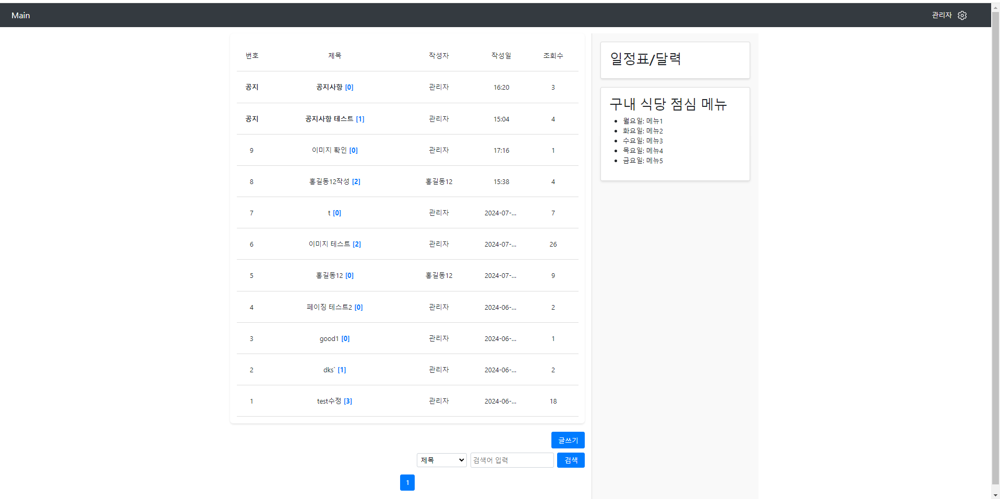 Main
관리자
번호 제목 작성자 작성일 조회수
공지 공지사항 [0] 관리자 16:20 3
공지 공지사항 테스트 [1] 관리자 15:04 4
9 이미지 확인 [0] 관리자 17:16 1
8 홍길동12작성 [2] 홍길동12 15:38 4
7 t [0] 관리자 2024-07-... 7
6 이미지 테스트 [2] 관리자 2024-07-... 26
5 홍길동12 [0] 홍길동12 2024-07-... 9
4 페이징 테스트2 [0] 관리자 2024-06-... 2
3 good1 [0] 관리자 2024-06-... 1
2 dks` [1] 관리자 2024-06-... 2
1 test수정 [3] 관리자 2024-06-... 18
글쓰기
제목 검색어 입력 검색
1
일정표/달력
구내 식당 점심 메뉴
• 월요일: 메뉴1
• 화요일: 메뉴2
• 수요일: 메뉴3
• 목요일: 메뉴4
• 금요일: 메뉴5